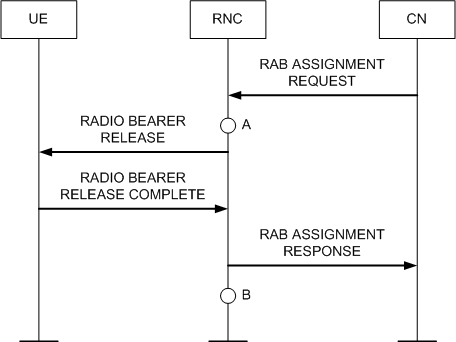 UE
RNC
CN
RAB ASSIGNMENT
REQUEST
A
RADIO BEARER
RELEASE
RADIO BEARER
RELEASE COMPLETE
RAB ASSIGNMENT
RESPONSE
B